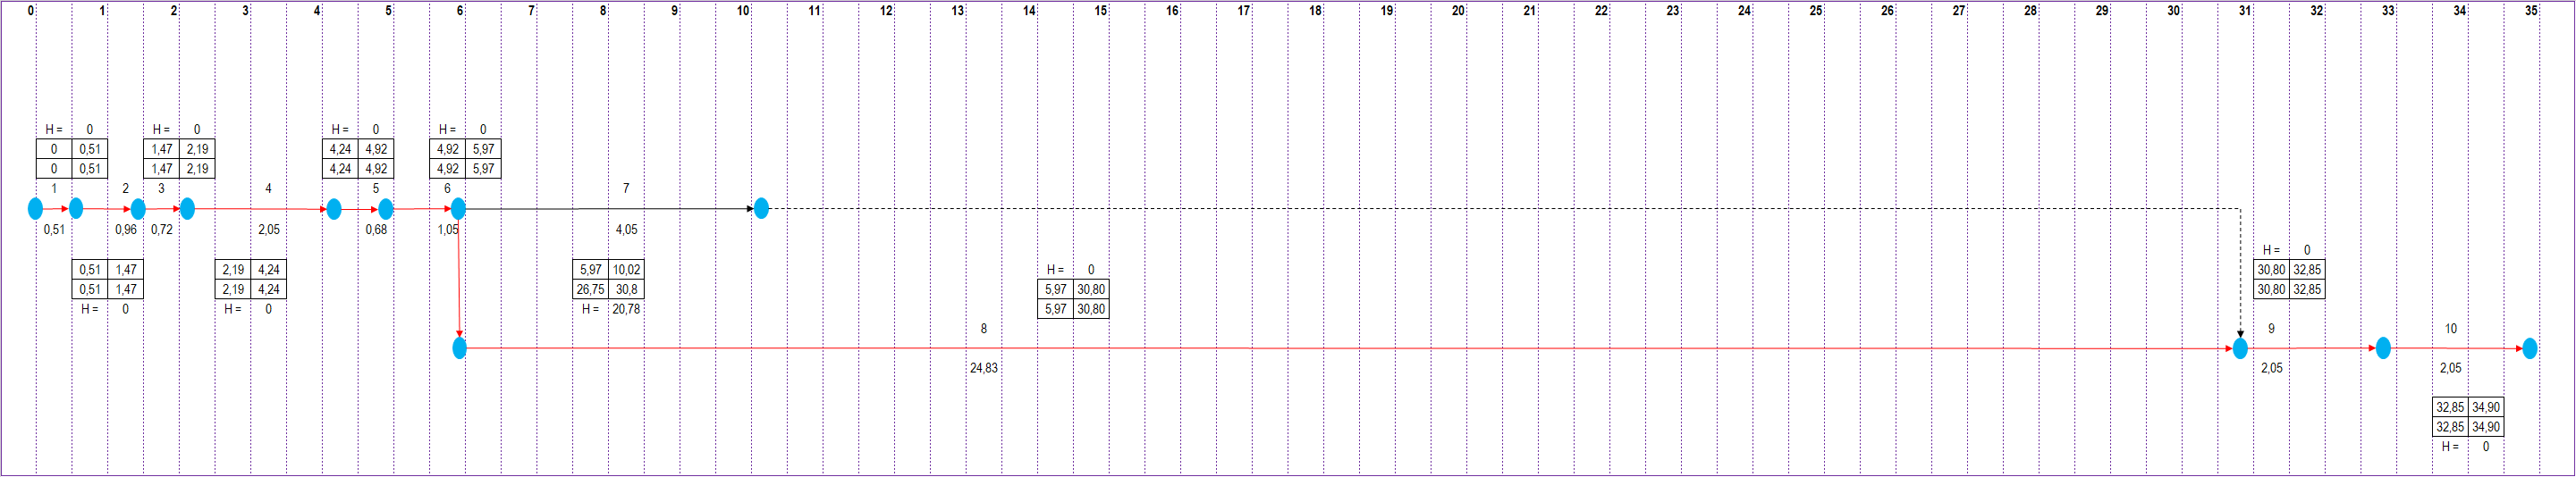 0 1 2 3 4 5 6 7 8 9 10 11 12 13 14 15 16 17 18 19 20 21 22 23 24 25 26 27 28 29 30 31 32 33 34 35
H = 0 H = 0 H = 0 H = 0
0 0,51 1,47 2,19 4,24 4,92 4,92 5,97
0 0,51 1,47 2,19 4,24 4,92 4,92 5,97
1 2 3 4 5 6 7
0,51 0,96 0,72 2,05 0,68 1,05 4,05
H = 0
0,51 1,47 2,19 4,24 5,97 10,02 H = 0 30,80 32,85
0,51 1,47 2,19 4,24 26,75 30,8 5,97 30,80 30,80 32,85
H = 0 H = 0 H = 20,78 5,97 30,80
8 9 10
24,83 2,05 2,05
32,85 34,90
32,85 34,90
H = 0